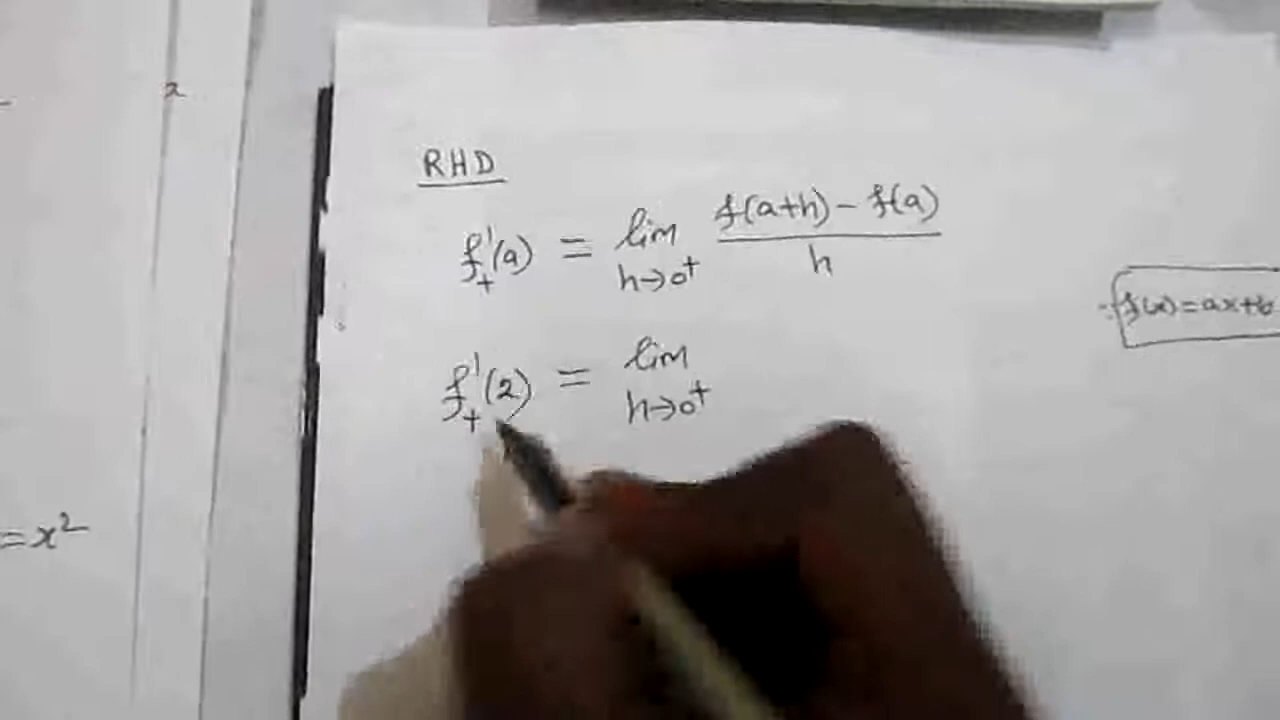 x
RHD
f'₊(a) = lim h→0⁺ f(a+h) - f(a) / h
f(x) = ax+b
f'₊(2) = lim h→0⁺
= x²